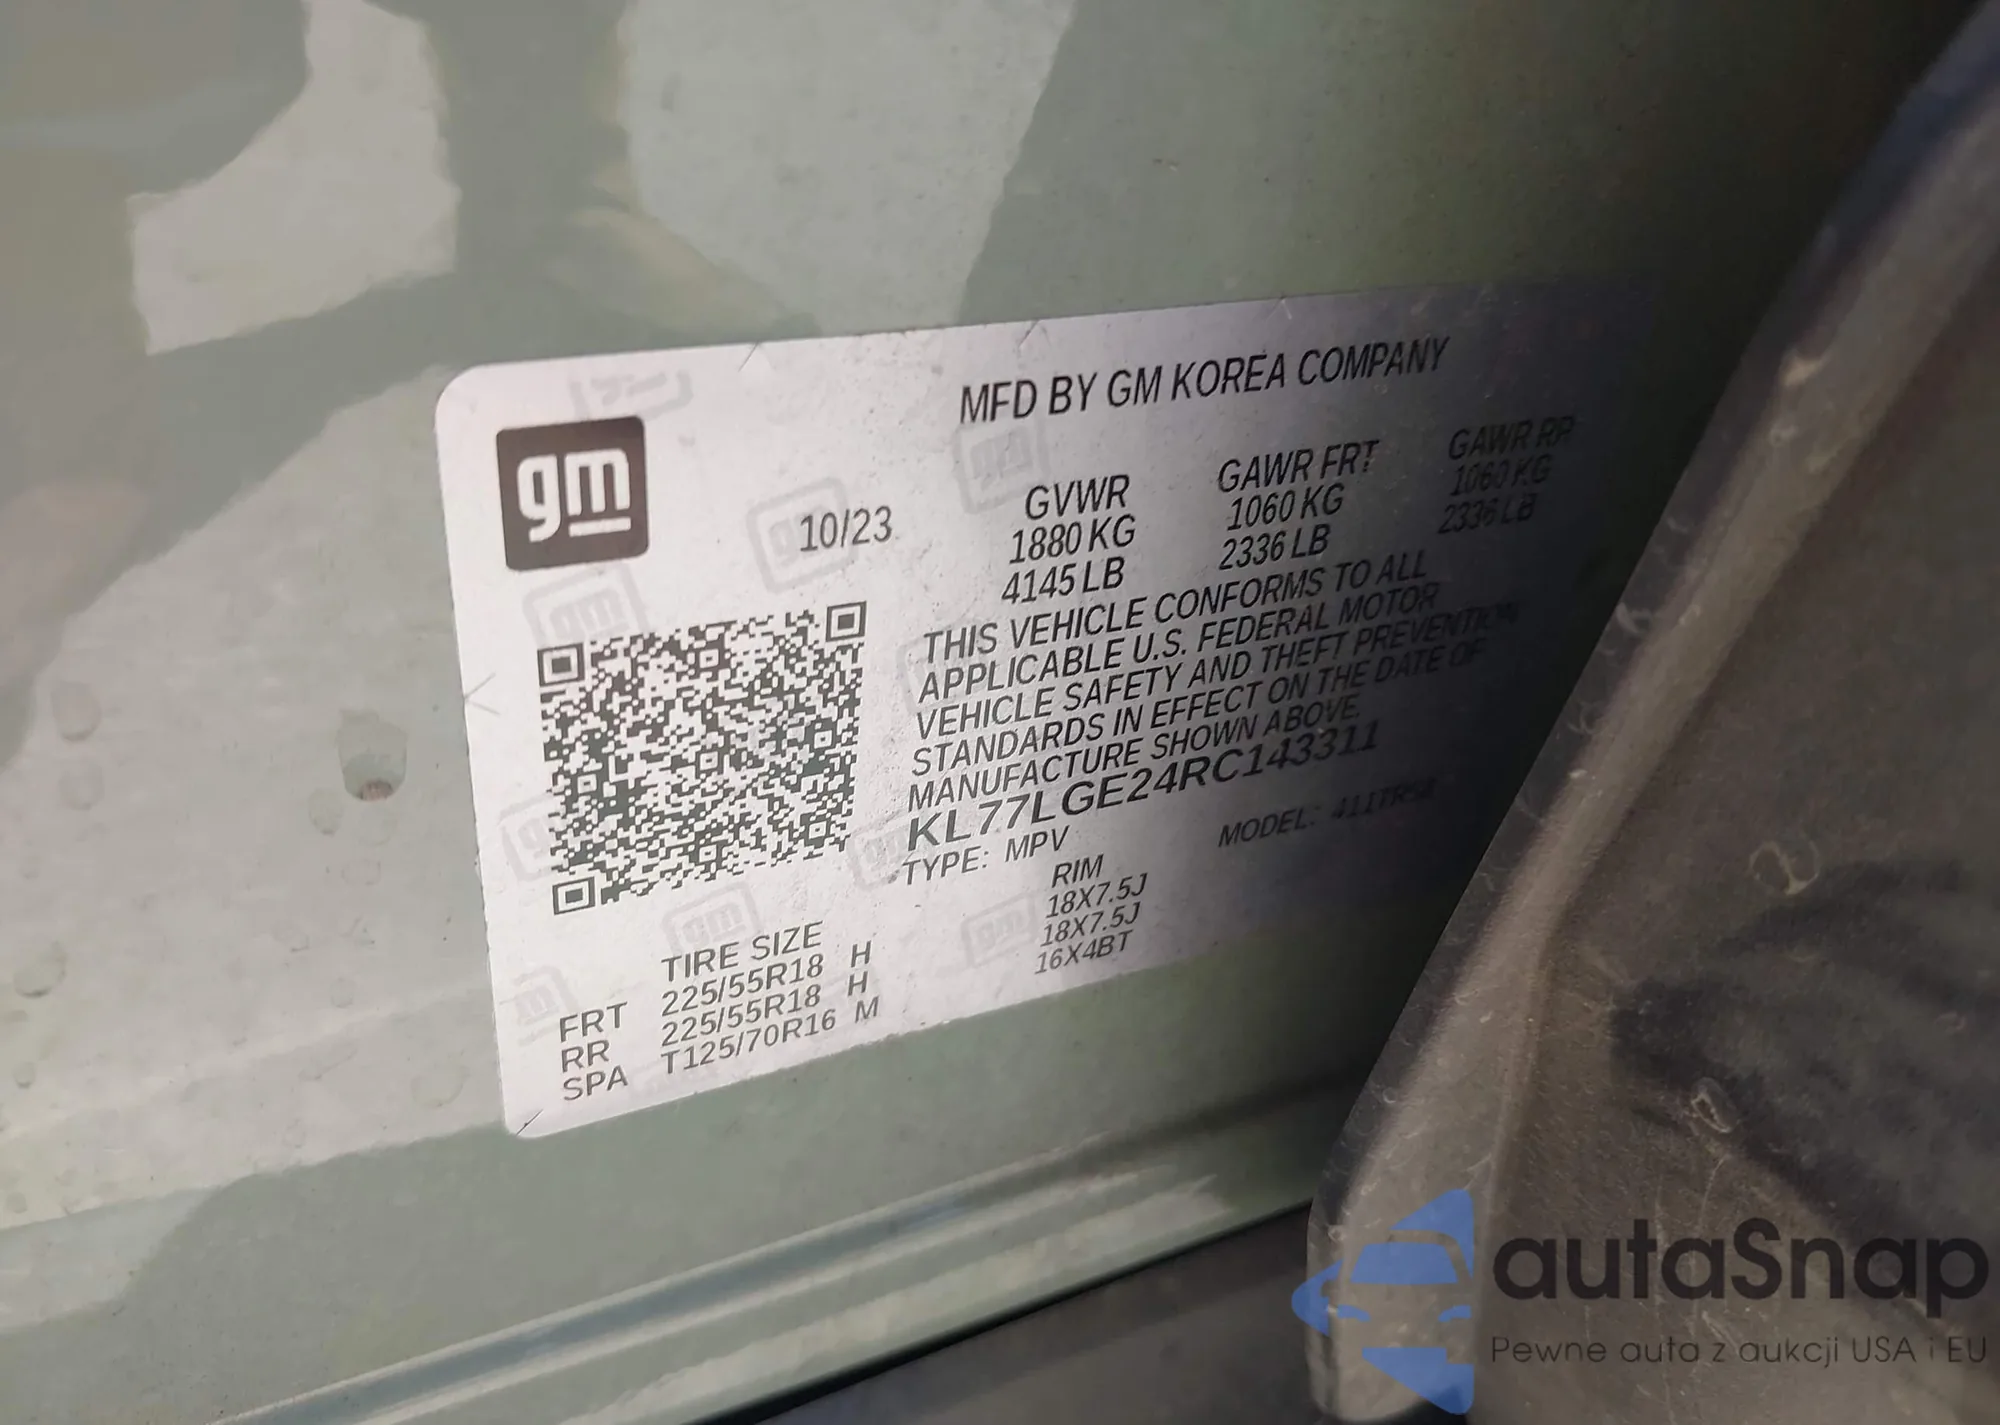 MFD BY GM KOREA COMPANY
gm
10/23
GVWR GAWR FRT GAWR RR
1880 KG 1060 KG 1060 KG
4145 LB 2336 LB 2336 LB
THIS VEHICLE CONFORMS TO ALL
APPLICABLE U.S. FEDERAL MOTOR
VEHICLE SAFETY AND THEFT PREVENTION
STANDARDS IN EFFECT ON THE DATE OF
MANUFACTURE SHOWN ABOVE.
KL77LGE24RC143311
TYPE: MPV MODEL:
TIRE SIZE RIM
FRT 225/55R18 H 18X7.5J
RR 225/55R18 H 18X7.5J
SPA T125/70R16 M 16X4BT
autaSnap
Pewne auta z aukcji USA i EU